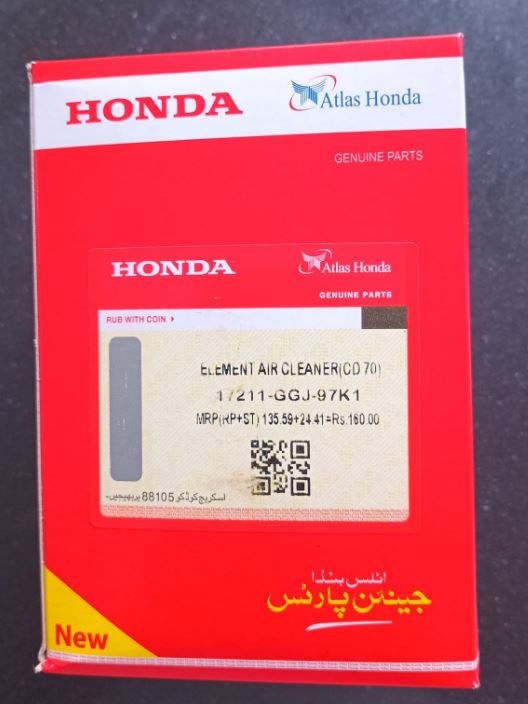 HONDA
Atlas Honda
GENUINE PARTS
HONDA
Atlas Honda
GENUINE PARTS
RUB WITH COIN
ELEMENT AIR CLEANER(CD 70)
17211-GGJ-97K1
MRP(RP+ST) 135.59+24.41=Rs.160.00
اسکریچ کوڈ کو 88105 پر بھیجیں۔
اٹلس ہنڈا
جینئن پارٹس
New